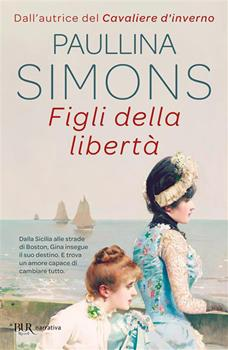 Dall'autrice del Cavaliere d'inverno
PAULLINA
SIMONS
Figli della
libertà
Dalla Sicilia alle strade
di Boston, Gina insegue
il suo destino. E trova
un amore capace di
cambiare tutto.
BUR narrativa